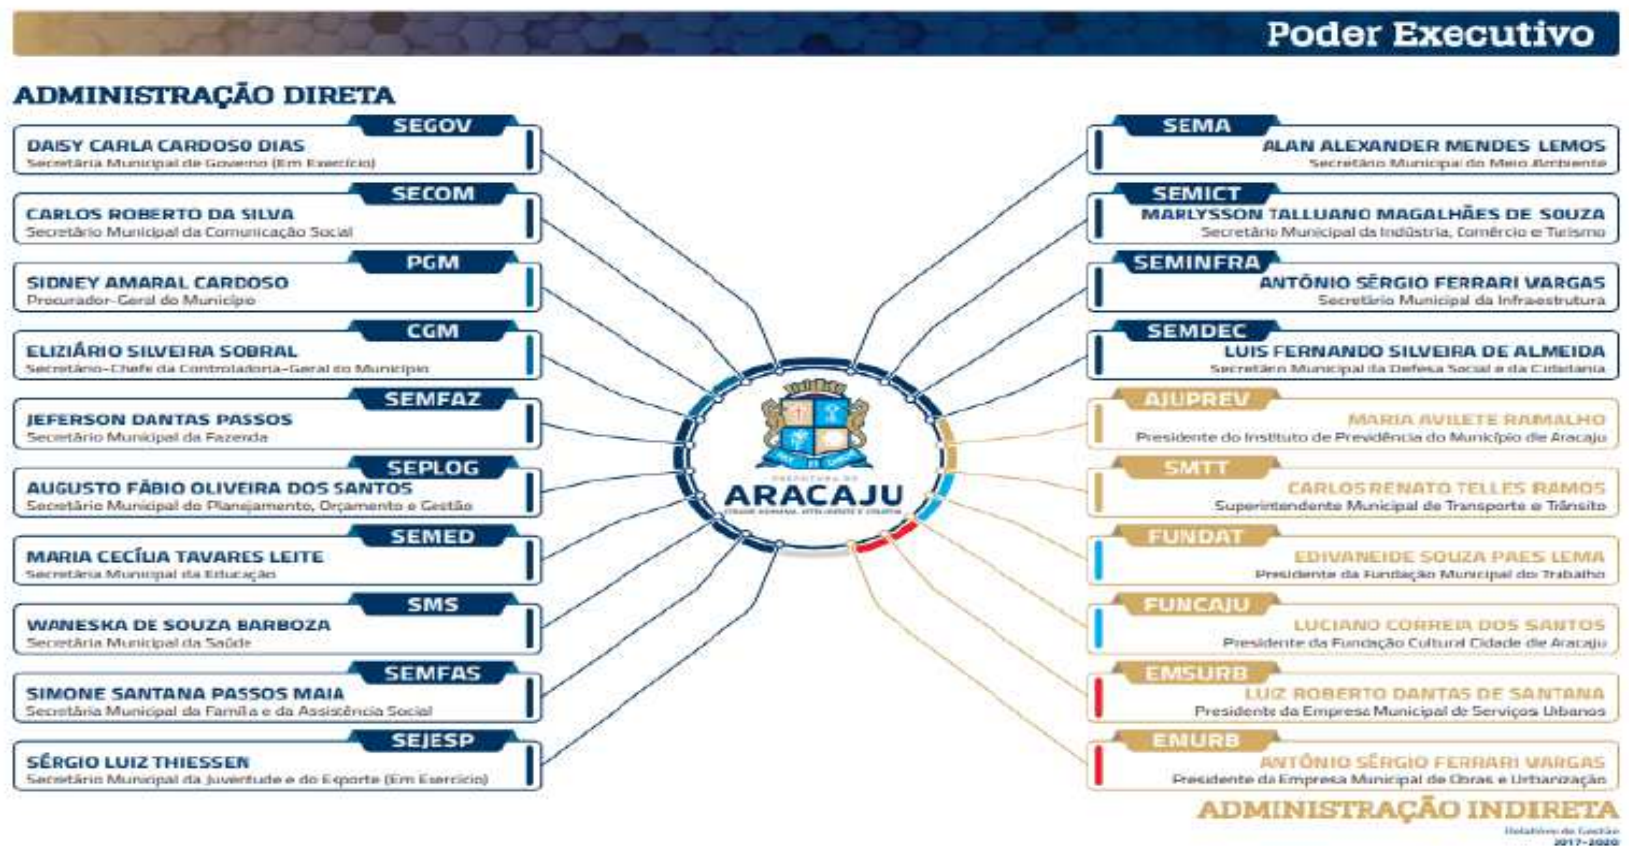 Poder Executivo
ADMINISTRAÇÃO DIRETA
SEGOV
DAISY CARLA CARDOSO DIAS
Secretária Municipal de Governo (Em Exercício)
SECOM
CARLOS ROBERTO DA SILVA
Secretário Municipal da Comunicação Social
PGM
SIDNEY AMARAL CARDOSO
Procurador-Geral do Município
CGM
ELIZIÁRIO SILVEIRA SOBRAL
Secretário-Chefe da Controladoria-Geral do Município
SEMFAZ
JEFERSON DANTAS PASSOS
Secretário Municipal da Fazenda
SEPLOG
AUGUSTO FÁBIO OLIVEIRA DOS SANTOS
Secretário Municipal do Planejamento, Orçamento e Gestão
SEMED
MARIA CECÍLIA TAVARES LEITE
Secretária Municipal da Educação
SMS
WANESKA DE SOUZA BARBOZA
Secretária Municipal da Saúde
SEMFAS
SIMONE SANTANA PASSOS MAIA
Secretária Municipal da Família e da Assistência Social
SEJESP
SÉRGIO LUIZ THIESSEN
Secretário Municipal da Juventude e do Esporte (Em Exercício)
PREFEITURA DE
ARACAJU
CIDADE HUMANA, INTELIGENTE E CRIATIVA
SEMA
ALAN ALEXANDER MENDES LEMOS
Secretário Municipal do Meio Ambiente
SEMICT
MARLYSSON TALLUANO MAGALHÃES DE SOUZA
Secretário Municipal da Indústria, Comércio e Turismo
SEMINFRA
ANTÔNIO SÉRGIO FERRARI VARGAS
Secretário Municipal da Infraestrutura
SEMDEC
LUIS FERNANDO SILVEIRA DE ALMEIDA
Secretário Municipal da Defesa Social e da Cidadania
AJUPREV
MARIA AVILETE RAMALHO
Presidente do Instituto de Previdência do Município de Aracaju
SMTT
CARLOS RENATO TELLES RAMOS
Superintendente Municipal de Transporte e Trânsito
FUNDAT
EDIVANEIDE SOUZA PAES LEMA
Presidente da Fundação Municipal do Trabalho
FUNCAJU
LUCIANO CORREIA DOS SANTOS
Presidente da Fundação Cultural Cidade de Aracaju
EMSURB
LUIZ ROBERTO DANTAS DE SANTANA
Presidente da Empresa Municipal de Serviços Urbanos
EMURB
ANTÔNIO SÉRGIO FERRARI VARGAS
Presidente da Empresa Municipal de Obras e Urbanização
ADMINISTRAÇÃO INDIRETA
Relatório de Gestão
2017-2020